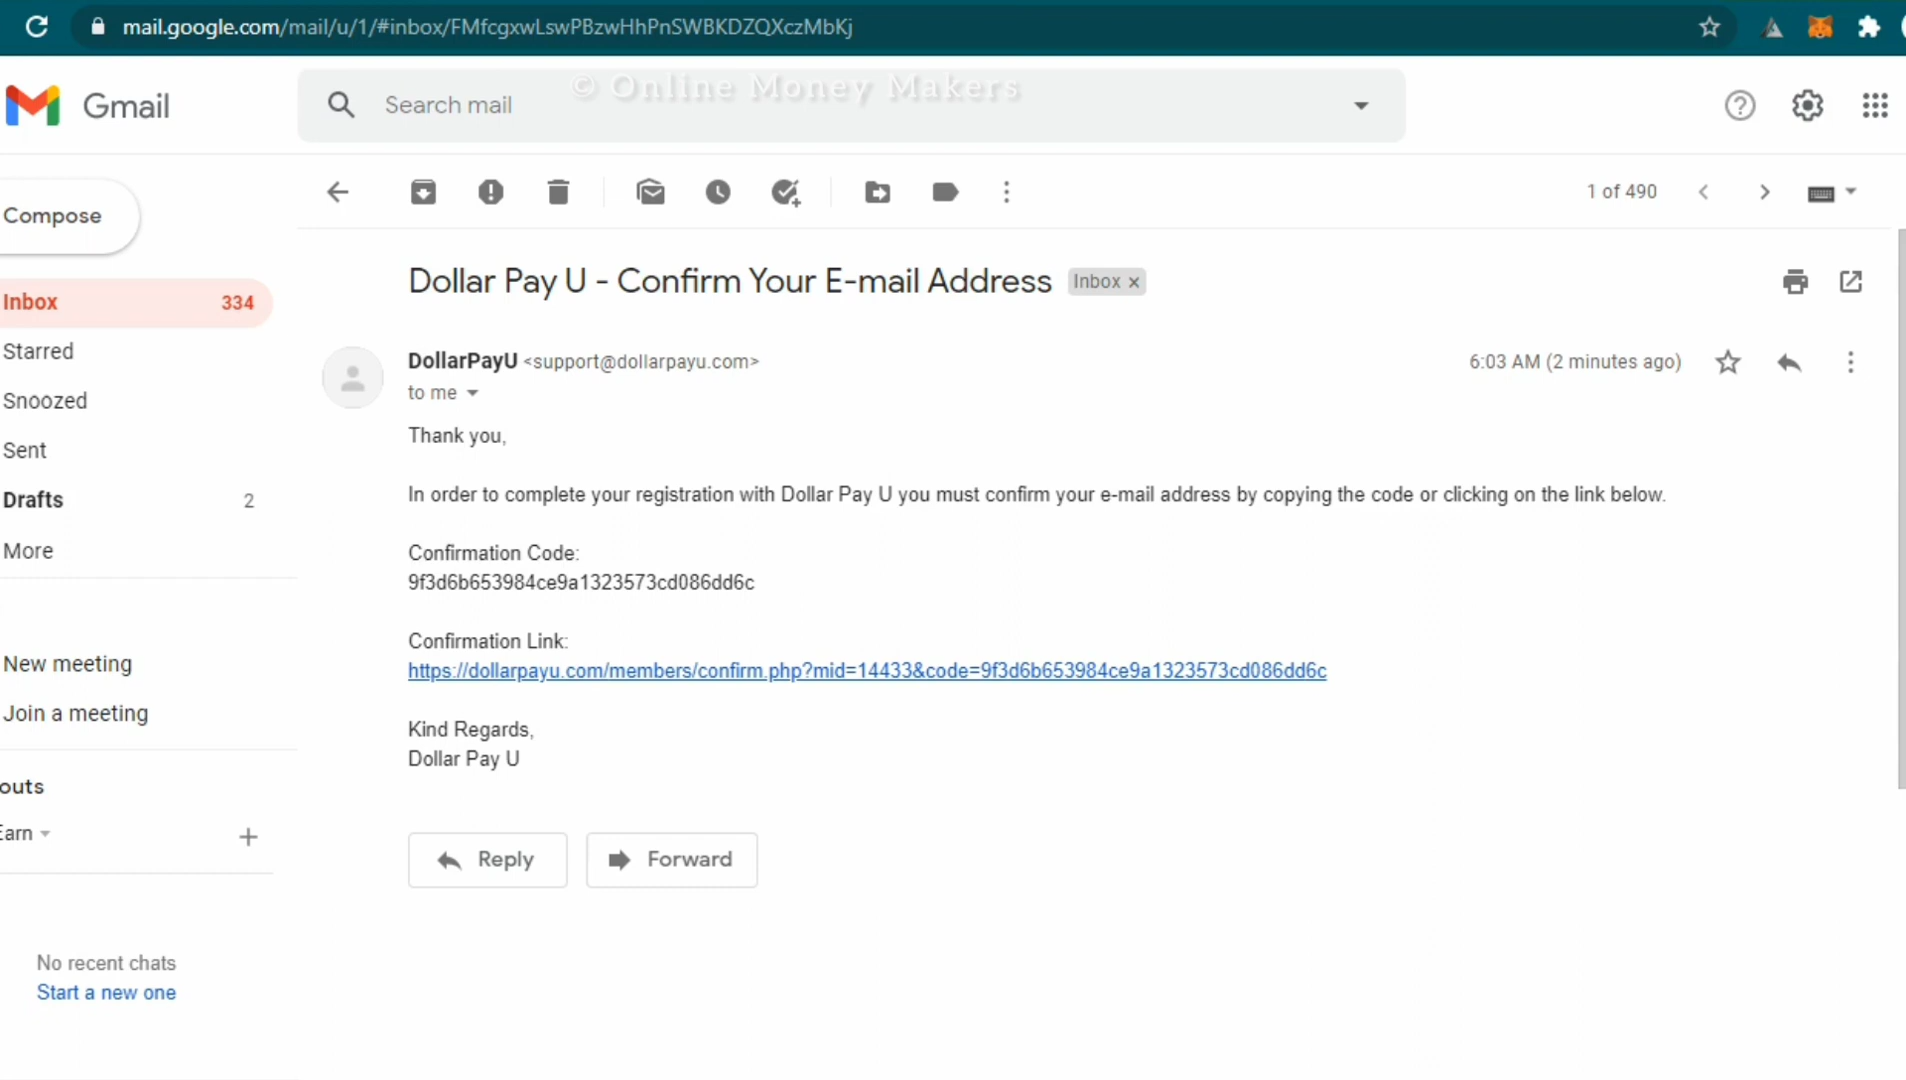 mail.google.com/mail/u/1/#inbox/FMfcgxwLswPBzwHhPnSWBKDZQXczMbKj
Gmail
Search mail
© Online Money Makers
Compose
1 of 490
Inbox 334
Starred
Snoozed
Sent
Drafts 2
More
New meeting
Join a meeting
outs
Earn
No recent chats
Start a new one
Dollar Pay U - Confirm Your E-mail Address
Inbox x
DollarPayU <support@dollarpayu.com>
6:03 AM (2 minutes ago)
to me
Thank you,
In order to complete your registration with Dollar Pay U you must confirm your e-mail address by copying the code or clicking on the link below.
Confirmation Code:
9f3d6b653984ce9a1323573cd086dd6c
Confirmation Link:
https://dollarpayu.com/members/confirm.php?mid=14433&code=9f3d6b653984ce9a1323573cd086dd6c
Kind Regards,
Dollar Pay U
Reply
Forward